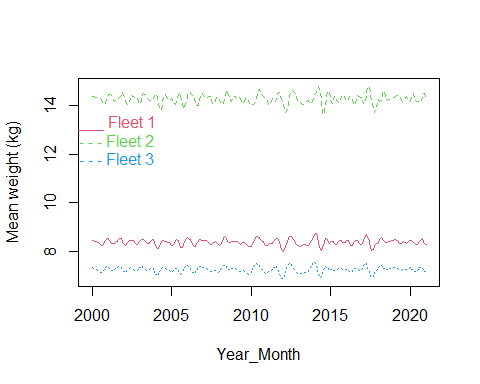 Mean weight (kg)
14
12
10
8
Fleet 1
Fleet 2
Fleet 3
2000 2005 2010 2015 2020
Year_Month